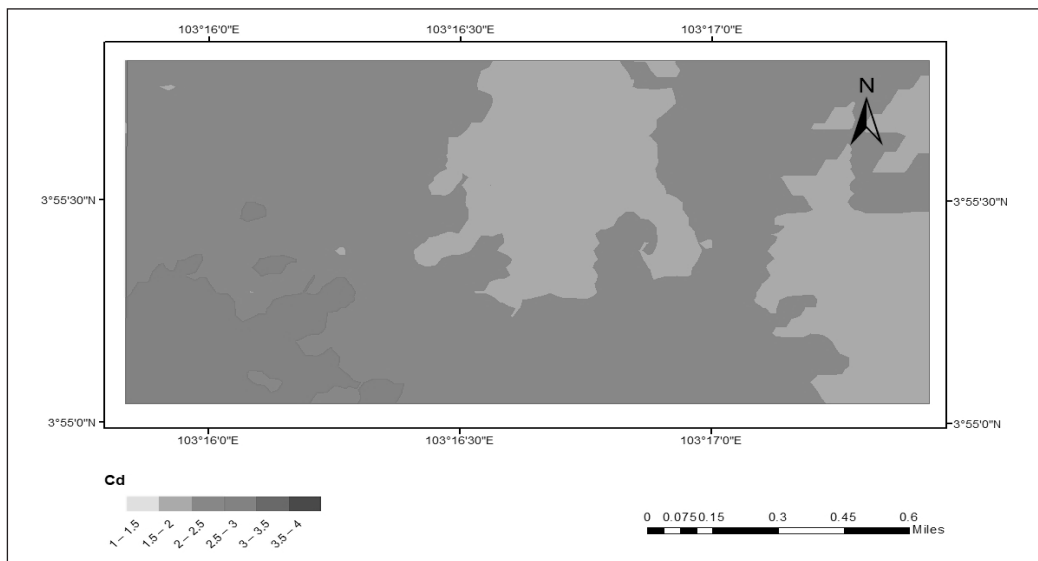 103°16'0"E 103°16'30"E 103°17'0"E
N
3°55'30"N 3°55'30"N
3°55'0"N 3°55'0"N
103°16'0"E 103°16'30"E 103°17'0"E
Cd
1 – 1.5 1.5 – 2 2 – 2.5 2.5 – 3 3 – 3.5 3.5 – 4
0 0.075 0.15 0.3 0.45 0.6
Miles